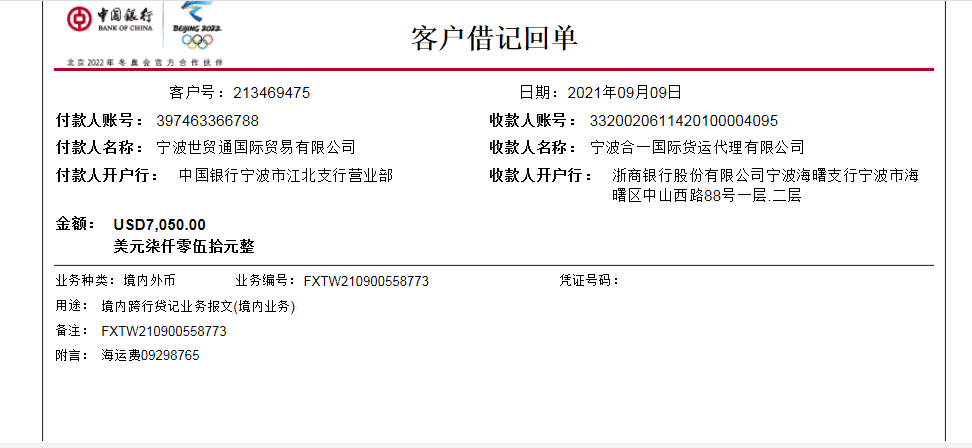 中国银行
BANK OF CHINA
BEIJING 2022
北京2022年冬奥会官方合作伙伴
客户借记回单
客户号：213469475 日期：2021年09月09日
付款人账号： 397463366788 收款人账号： 3320020611420100004095
付款人名称： 宁波世贸通国际贸易有限公司 收款人名称： 宁波合一国际货运代理有限公司
付款人开户行： 中国银行宁波市江北支行营业部 收款人开户行： 浙商银行股份有限公司宁波海曙支行宁波市海
曙区中山西路88号一层.二层
金额： USD7,050.00
美元柒仟零伍拾元整
业务种类：境内外币 业务编号：FXTW210900558773 凭证号码：
用途： 境内跨行贷记业务报文(境内业务)
备注： FXTW210900558773
附言： 海运费09298765